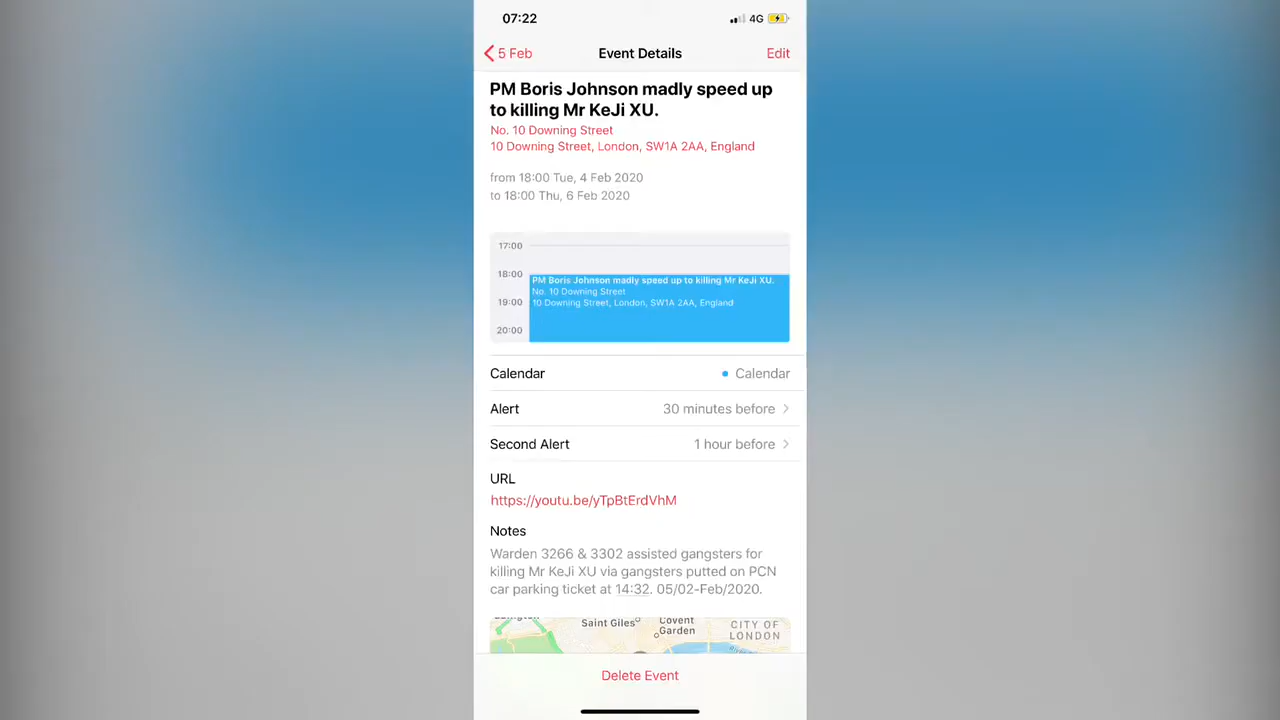 07:22
4G
5 Feb
Event Details
Edit
PM Boris Johnson madly speed up
to killing Mr KeJi XU.
No. 10 Downing Street
10 Downing Street, London, SW1A 2AA, England
from 18:00 Tue, 4 Feb 2020
to 18:00 Thu, 6 Feb 2020
17:00
18:00
PM Boris Johnson madly speed up to killing Mr KeJi XU.
No. 10 Downing Street
19:00
10 Downing Street, London, SW1A 2AA, England
20:00
Calendar
Calendar
Alert
30 minutes before
Second Alert
1 hour before
URL
https://youtu.be/yTpBtErdVhM
Notes
Warden 3266 & 3302 assisted gangsters for
killing Mr KeJi XU via gangsters putted on PCN
car parking ticket at 14:32. 05/02-Feb/2020.
Saint Giles
Covent
Garden
CITY OF
LONDON
Delete Event